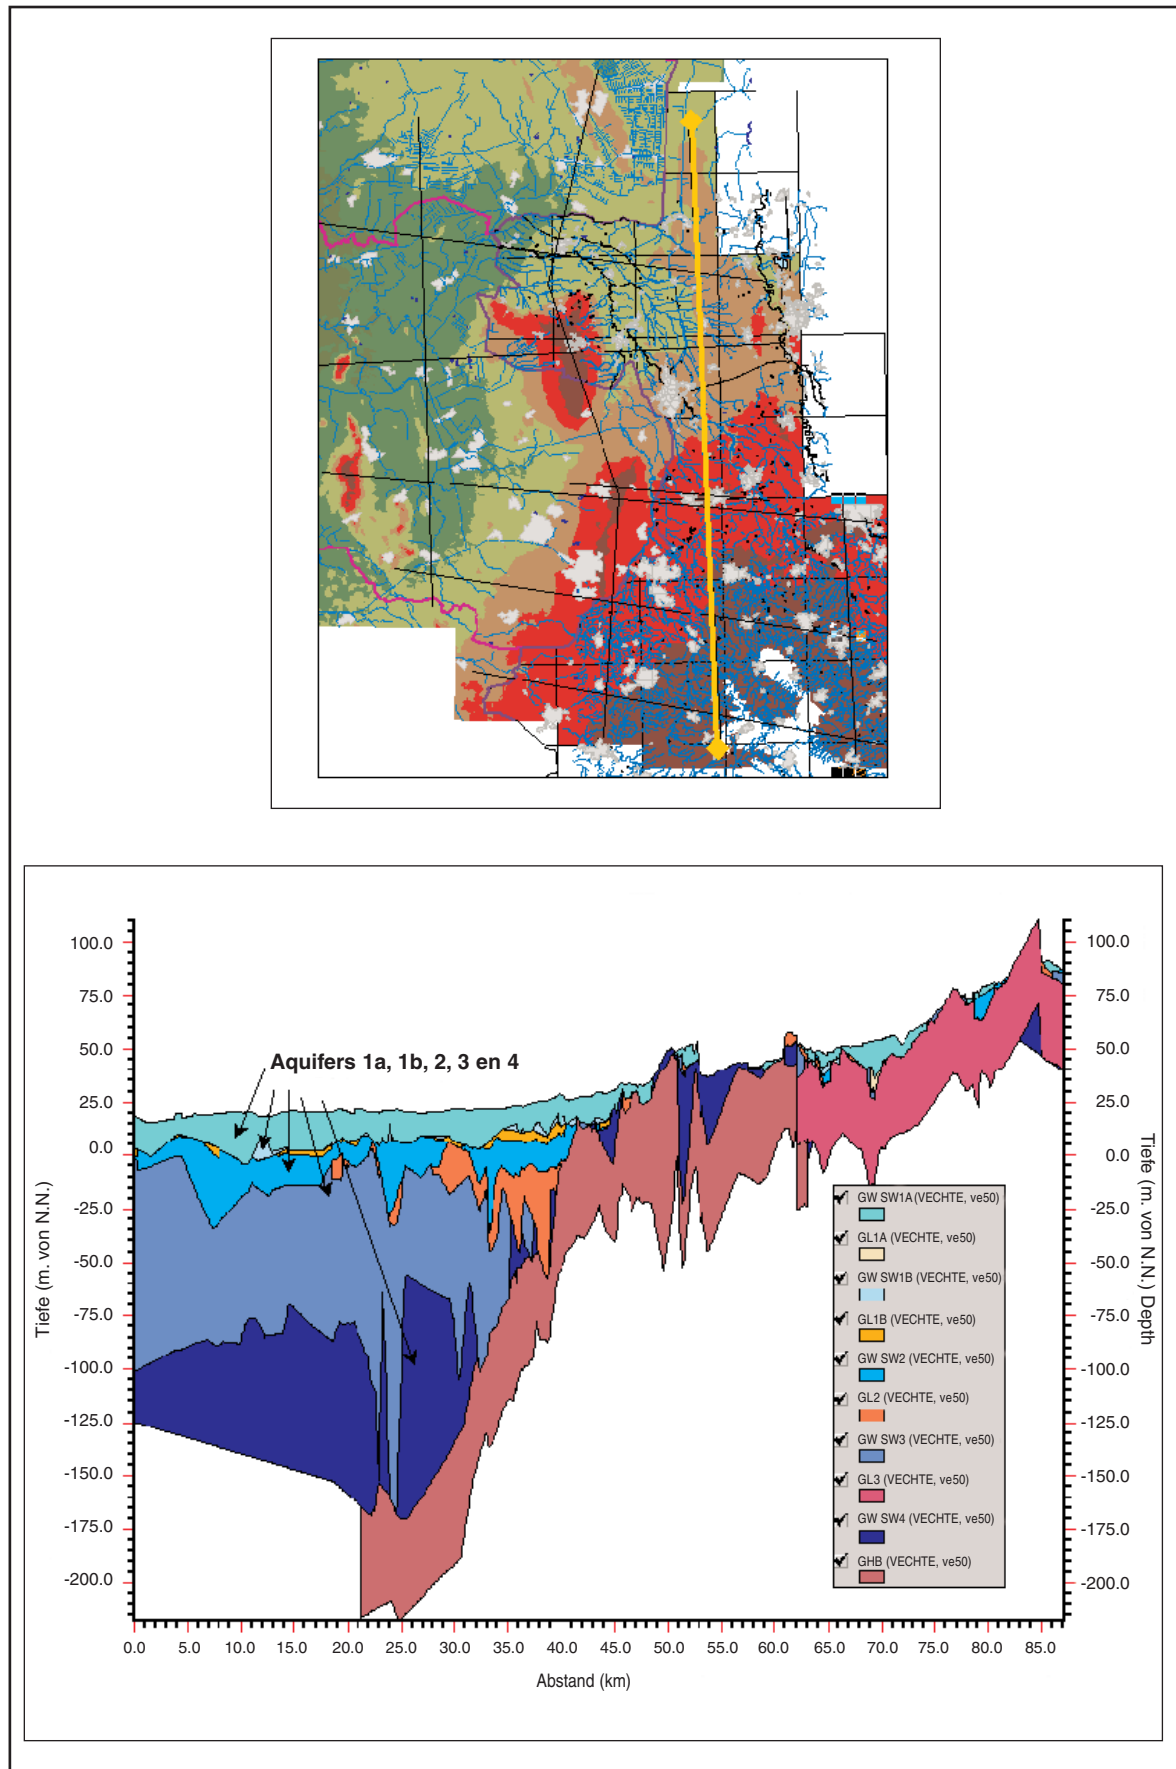 100.0
75.0
50.0
25.0
0.0
0.0
-25.0
-50.0
-75.0
-100.0
-125.0
-150.0
-175.0
-200.0
Tiefe (m. von N.N.)
Aquifers 1a, 1b, 2, 3 en 4
100.0
75.0
50.0
25.0
0.0
-25.0
-50.0
-75.0
-100.0
-125.0
-150.0
-175.0
-200.0
Tiefe (m. von N.N.) Depth
GW SW1A (VECHTE, ve50)
GL1A (VECHTE, ve50)
GW SW1B (VECHTE, ve50)
GL1B (VECHTE, ve50)
GW SW2 (VECHTE, ve50)
GL2 (VECHTE, ve50)
GW SW3 (VECHTE, ve50)
GL3 (VECHTE, ve50)
GW SW4 (VECHTE, ve50)
GHB (VECHTE, ve50)
0.0 5.0 10.0 15.0 20.0 25.0 30.0 35.0 40.0 45.0 50.0 55.0 60.0 65.0 70.0 75.0 80.0 85.0
Abstand (km)